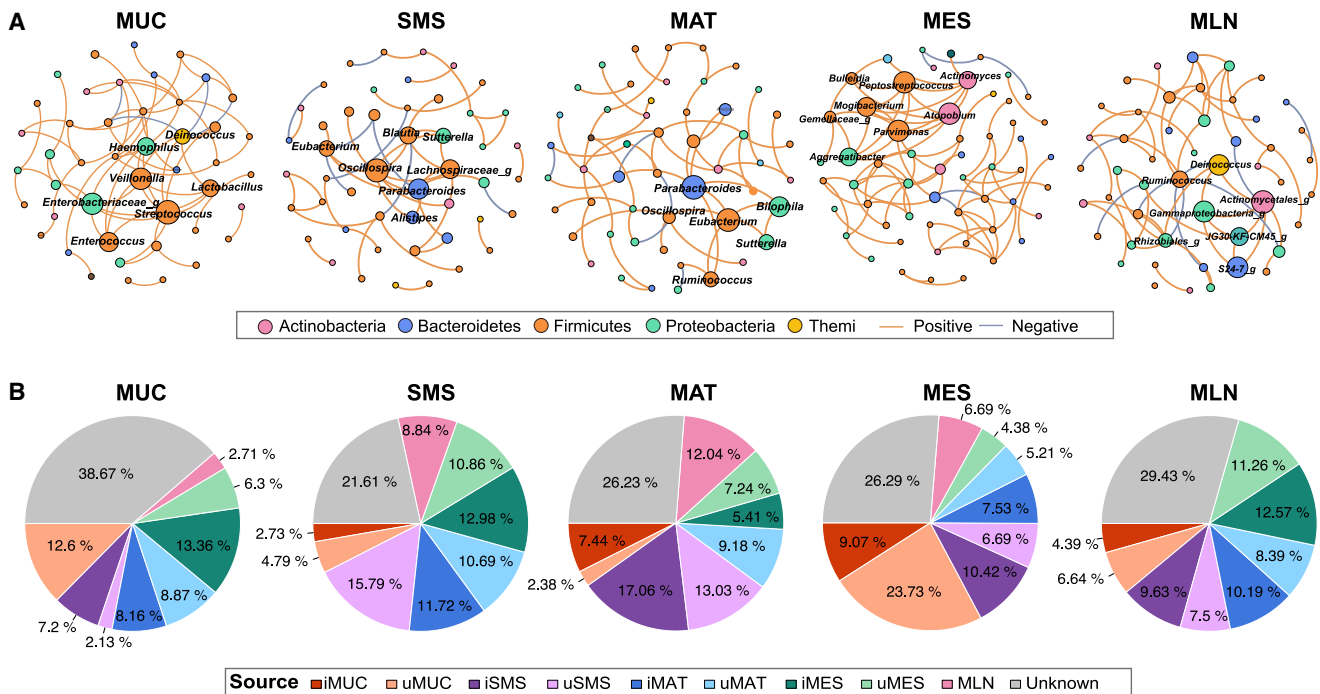 A
MUC SMS MAT MES MLN
Deinococcus
Haemophilus
Veillonella
Lactobacillus
Enterobacteriaceae_g
Streptococcus
Enterococcus
Blautia Sutterella
Eubacterium
Oscillospira Lachnospiraceae_g
Parabacteroides
Alistipes
Parabacteroides
Bilophila
Oscillospira
Eubacterium
Sutterella
Ruminococcus
Bulleidia
Actinomyces
Peptostreptococcus
Mogibacterium
Atopobium
Gemellaceae_g
Parvimonas
Aggregatibacter
Deinococcus
Ruminococcus
Actinomycetales_g
Gammaproteobacteria_g
JG30-KF-CM45_g
Rhizobiales_g
S24-7_g
Actinobacteria Bacteroidetes Firmicutes Proteobacteria Themi Positive Negative
B
MUC SMS MAT MES MLN
38.67 %
2.71 %
6.3 %
13.36 %
8.87 %
8.16 %
2.13 %
7.2 %
12.6 %
21.61 %
8.84 %
10.86 %
12.98 %
10.69 %
11.72 %
15.79 %
4.79 %
2.73 %
26.23 %
12.04 %
7.24 %
5.41 %
9.18 %
13.03 %
17.06 %
2.38 %
7.44 %
26.29 %
6.69 %
4.38 %
5.21 %
7.53 %
6.69 %
10.42 %
23.73 %
9.07 %
29.43 %
11.26 %
12.57 %
8.39 %
10.19 %
7.5 %
9.63 %
6.64 %
4.39 %
Source iMUC uMUC iSMS uSMS iMAT uMAT iMES uMES MLN Unknown